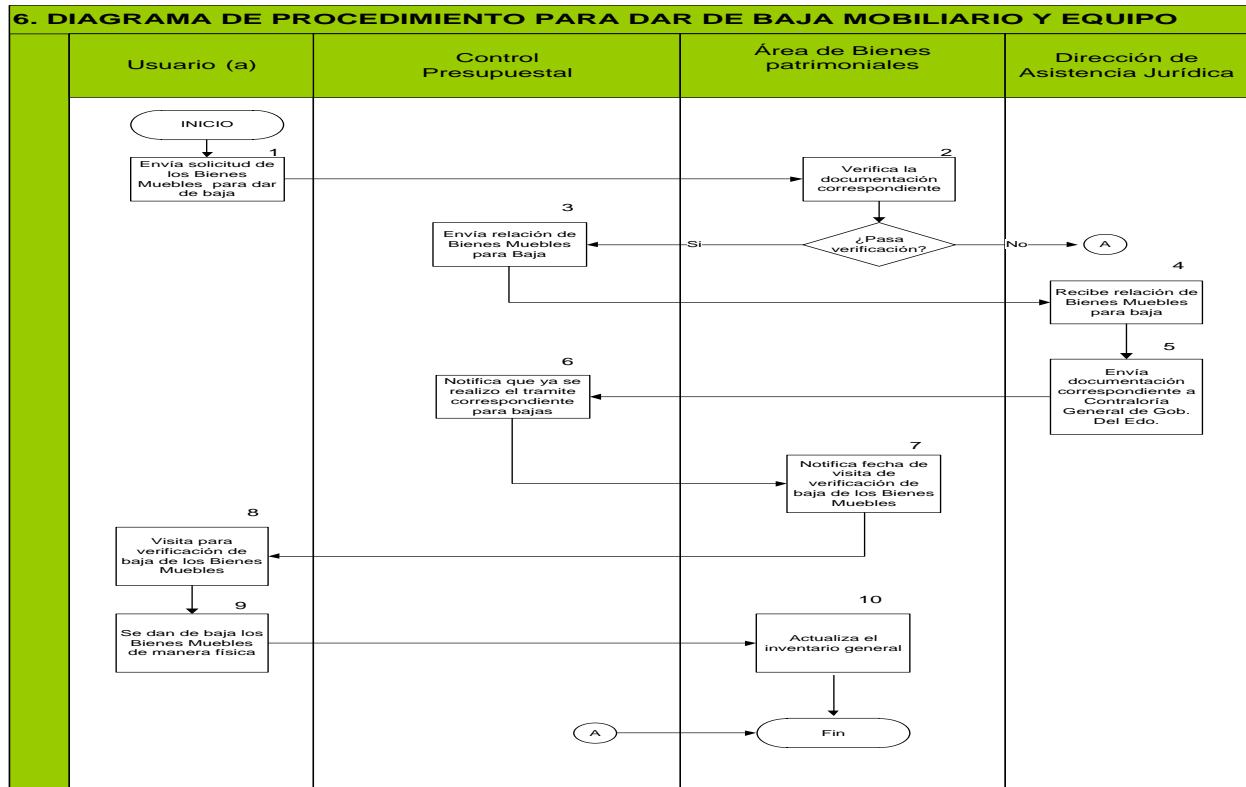 6. DIAGRAMA DE PROCEDIMIENTO PARA DAR DE BAJA MOBILIARIO Y EQUIPO
Usuario (a)
Control
Presupuestal
Área de Bienes
patrimoniales
Dirección de
Asistencia Jurídica
INICIO
1
Envía solicitud de
los Bienes
Muebles para dar
de baja
2
Verifica la
documentación
correspondiente
3
Envía relación de
Bienes Muebles
para Baja
Si
¿Pasa
verificación?
No
A
4
Recibe relación de
Bienes Muebles
para baja
5
Envía
documentación
correspondiente a
Contraloría
General de Gob.
Del Edo.
6
Notifica que ya se
realizo el tramite
correspondiente
para bajas
7
Notifica fecha de
visita de
verificación de
baja de los Bienes
Muebles
8
Visita para
verificación de
baja de los Bienes
Muebles
9
Se dan de baja los
Bienes Muebles
de manera física
10
Actualiza el
inventario general
A
Fin